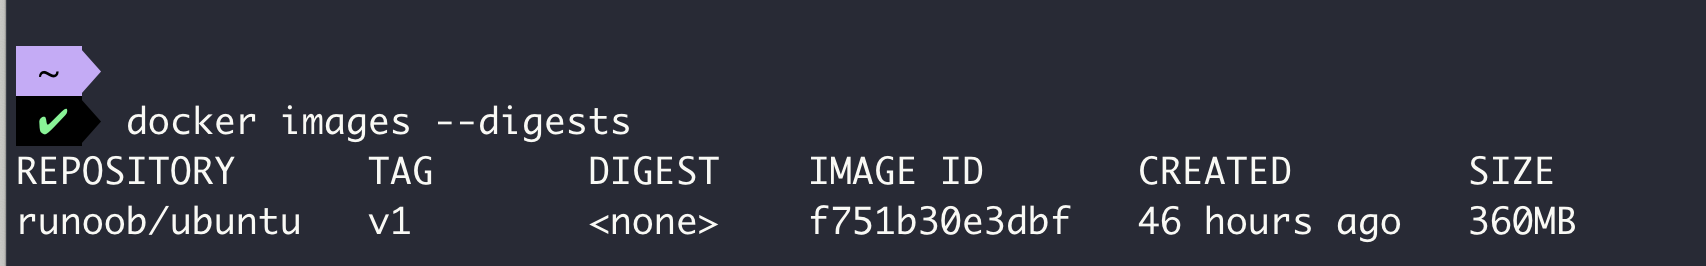 ~
✔ docker images --digests
REPOSITORY TAG DIGEST IMAGE ID CREATED SIZE
runoob/ubuntu v1 <none> f751b30e3dbf 46 hours ago 360MB